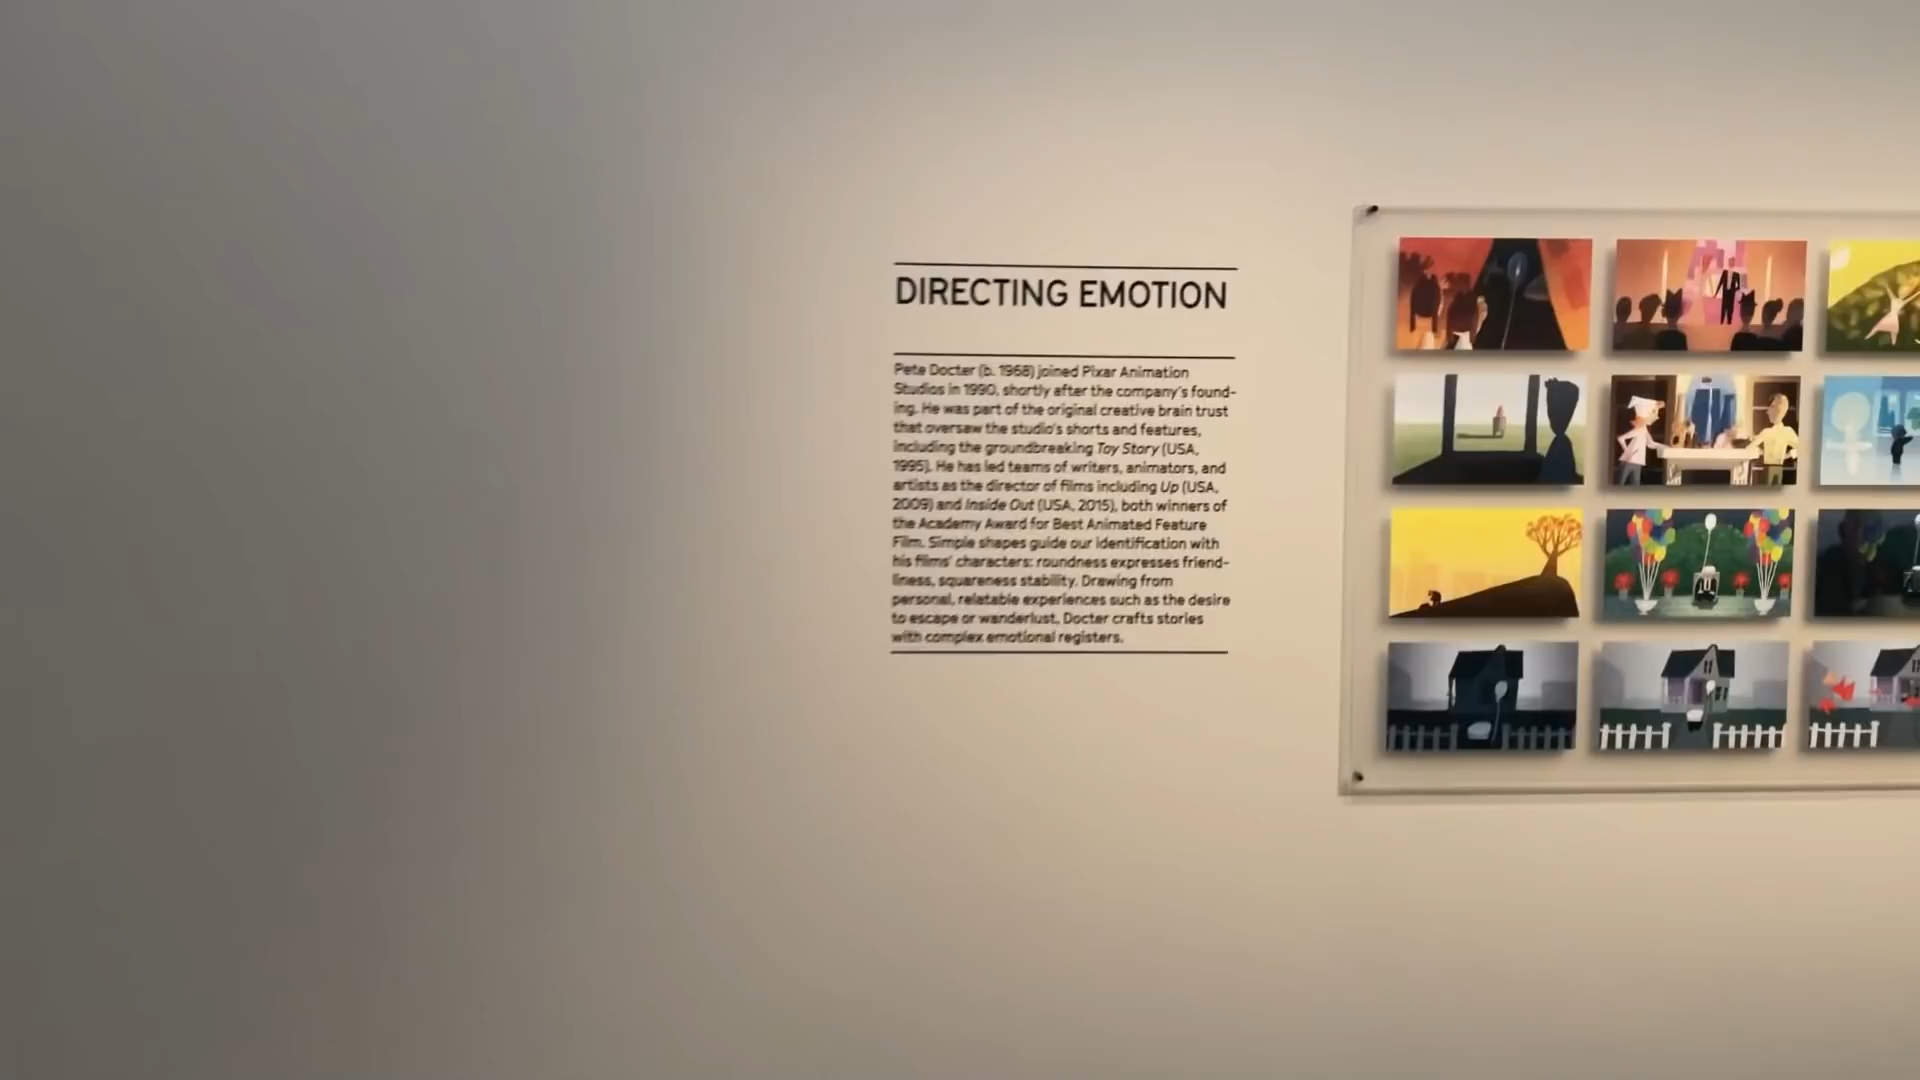 DIRECTING EMOTION
Pete Docter (b. 1968) joined Pixar Animation
Studios in 1990, shortly after the company's found-
ing. He was part of the original creative brain trust
that oversaw the studio's shorts and features,
including the groundbreaking Toy Story (USA,
1995). He has led teams of writers, animators, and
artists as the director of films including Up (USA,
2009) and Inside Out (USA, 2015), both winners of
the Academy Award for Best Animated Feature
Film. Simple shapes guide our identification with
his films' characters: roundness expresses friend-
liness, squareness stability. Drawing from
personal, relatable experiences such as the desire
to escape or wanderlust, Docter crafts stories
with complex emotional registers.